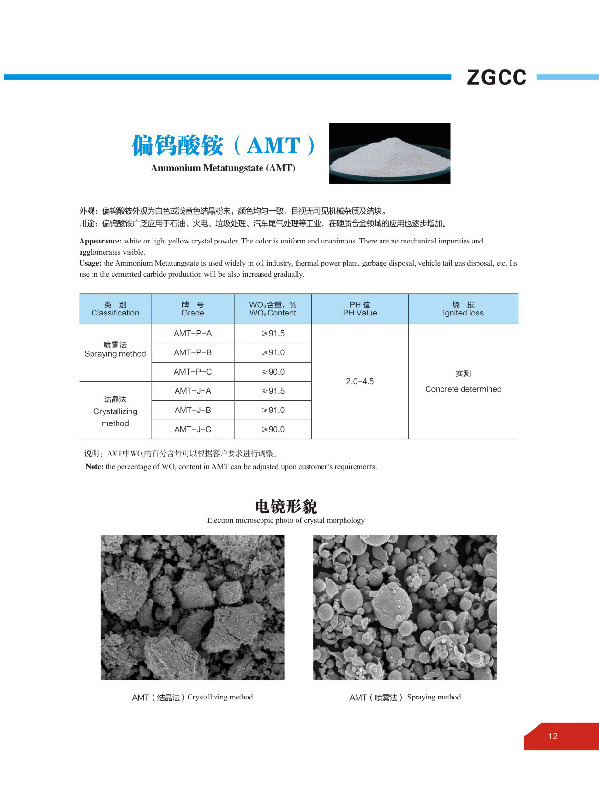 ZGCC
偏钨酸铵（AMT）
Ammonium Metatungstate (AMT)
外观：偏钨酸铵外观为白色或浅黄色结晶粉末，颜色均匀一致，目视无可见机械杂质及结块。
用途：偏钨酸铵广泛应用于石油、火电、垃圾处理、汽车尾气处理等工业，在硬质合金领域的应用也逐步增加。
Appearance: white or light yellow crystal powder. The color is uniform and unanimous. There are no mechanical impurities and
agglomerates visible.
Usage: the Ammonium Metatungstate is used widely in oil industry, thermal power plant, garbage disposal, vehicle tail gas disposal, etc. Its
use in the cemented carbide production will be also increased gradually.
类 别 牌 号 WO₃含量，% PH 值 烧 损
Classification Grade WO₃ Content PH Value Ignited loss
喷雾法
Spraying method
AMT-P-A ≥91.5
AMT-P-B ≥91.0
AMT-P-C ≥90.0
结晶法
Crystallizing
method
AMT-J-A ≥91.5
AMT-J-B ≥91.0
AMT-J-C ≥90.0
2.0-4.5
实测
Concrete determined
说明：AMT中WO₃的百分含量可以根据客户要求进行调整。
Note: the percentage of WO₃ content in AMT can be adjusted upon customer's requirements.
电镜形貌
Electron microscopic photo of crystal morphology
AMT（结晶法）Crystallizing method
AMT（喷雾法） Spraying method
12